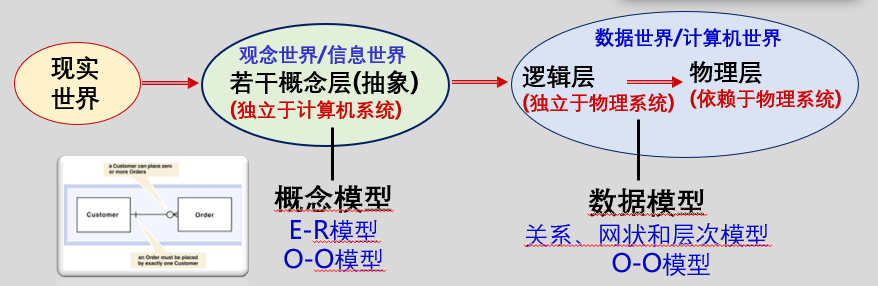 现实
世界
观念世界/信息世界
若干概念层(抽象)
(独立于计算机系统)
数据世界/计算机世界
逻辑层
(独立于物理系统)
物理层
(依赖于物理系统)
a Customer can place zero
or more Orders
Customer
Order
an Order must be placed
by exactly one Customer
概念模型
E-R模型
O-O模型
数据模型
关系、网状和层次模型
O-O模型